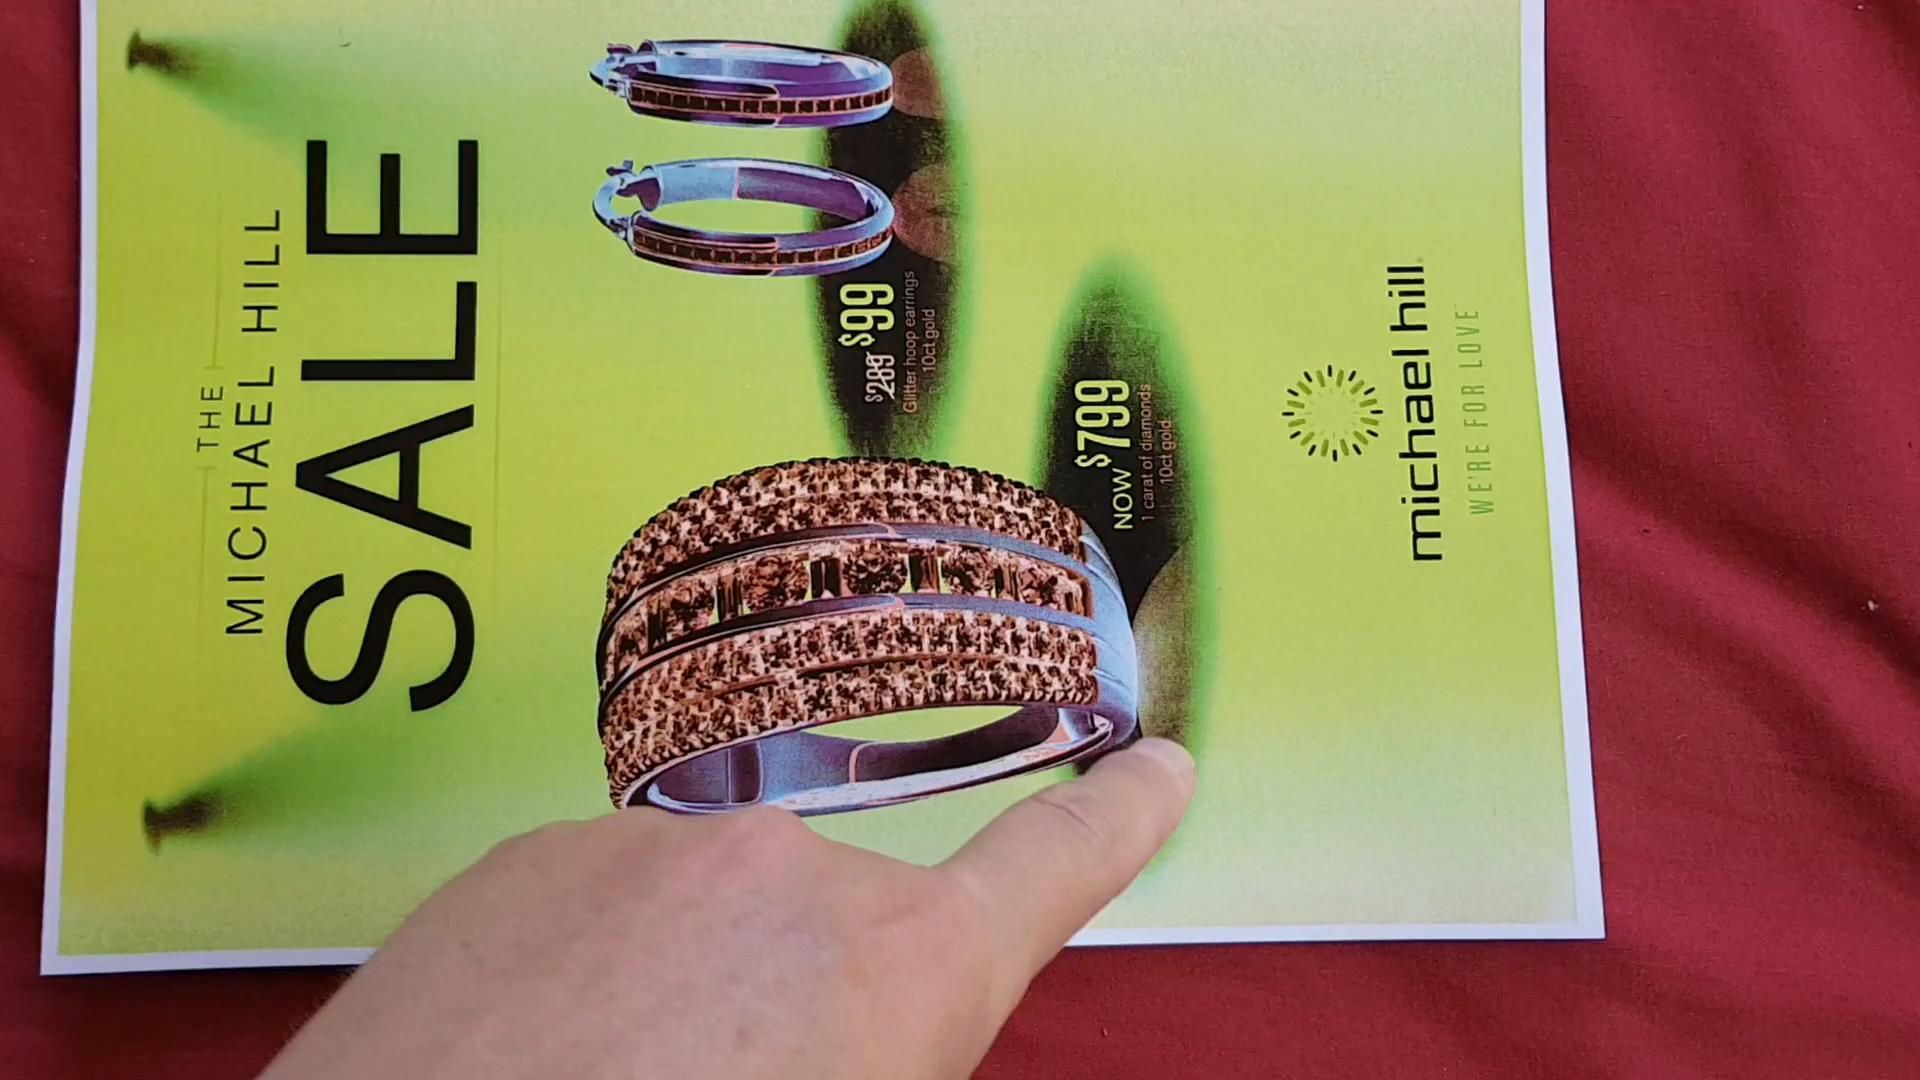 THE
MICHAEL HILL
SALE
$289 $99
Glitter hoop earrings
10ct gold
NOW $799
1 carat of diamonds
10ct gold
michael hill
WE'RE FOR LOVE™